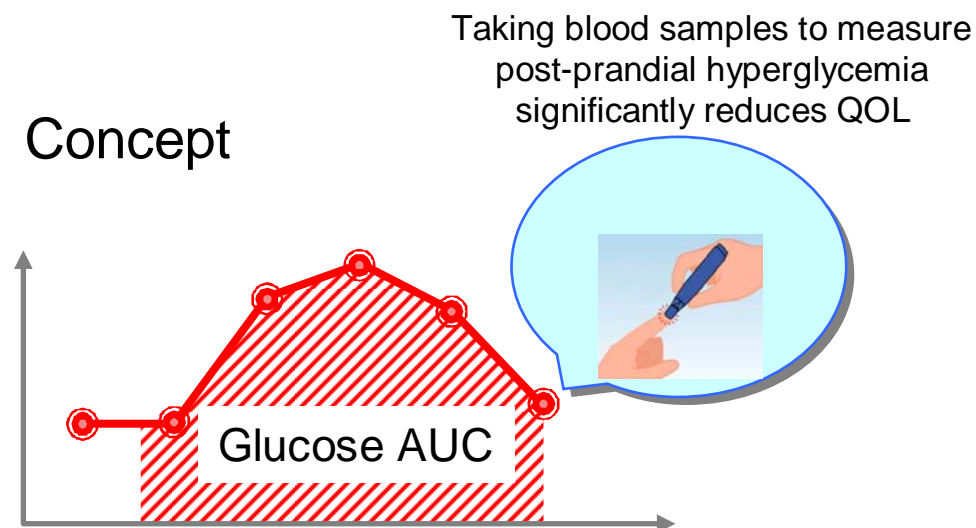 Taking blood samples to measure
post-prandial hyperglycemia
significantly reduces QOL
Concept
Glucose AUC